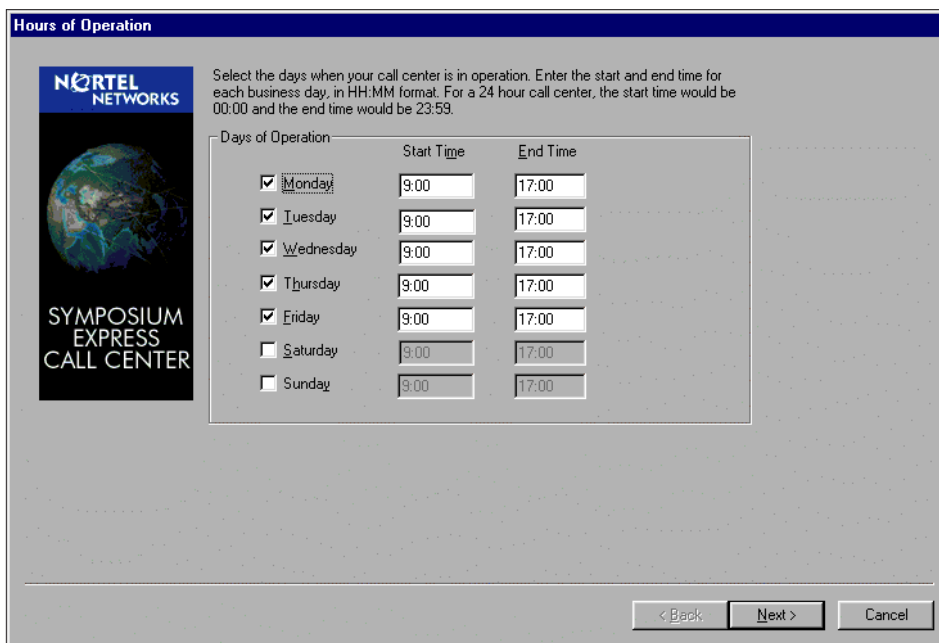 Hours of Operation
NORTEL
NETWORKS
SYMPOSIUM
EXPRESS
CALL CENTER
Select the days when your call center is in operation. Enter the start and end time for
each business day, in HH:MM format. For a 24 hour call center, the start time would be
00:00 and the end time would be 23:59.
Days of Operation
Start Time End Time
Monday 9:00 17:00
Tuesday 9:00 17:00
Wednesday 9:00 17:00
Thursday 9:00 17:00
Friday 9:00 17:00
Saturday 9:00 17:00
Sunday 9:00 17:00
< Back Next > Cancel